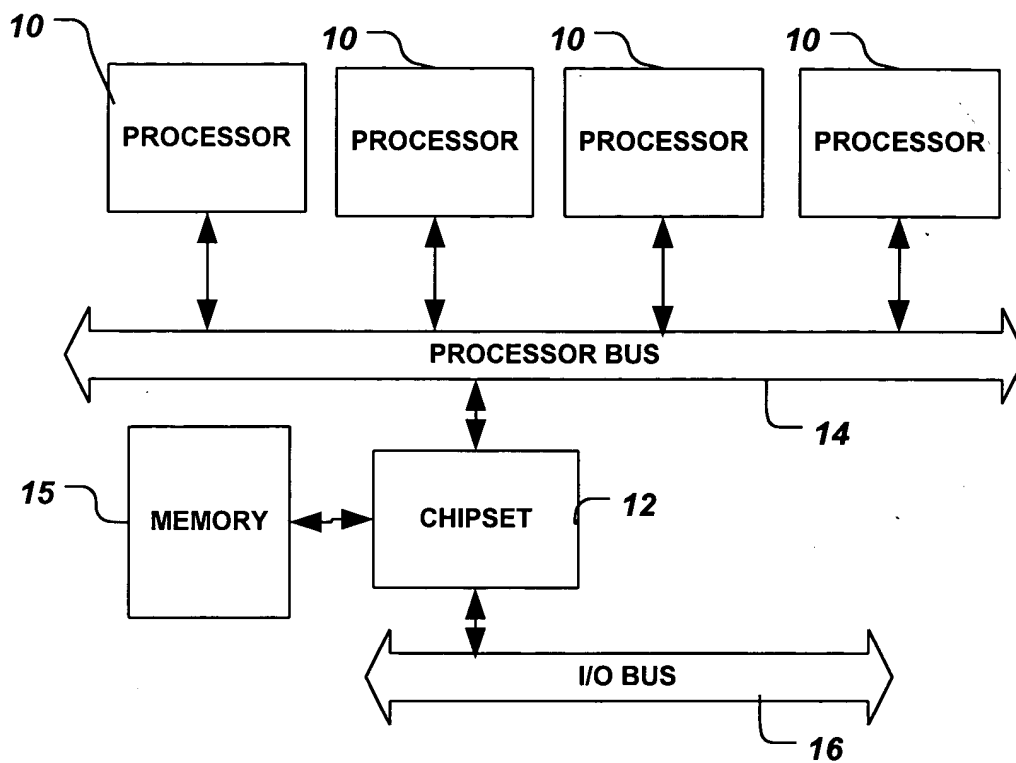 10
10
10
10
PROCESSOR
PROCESSOR
PROCESSOR
PROCESSOR
PROCESSOR BUS
14
15
MEMORY
CHIPSET
12
I/O BUS
16